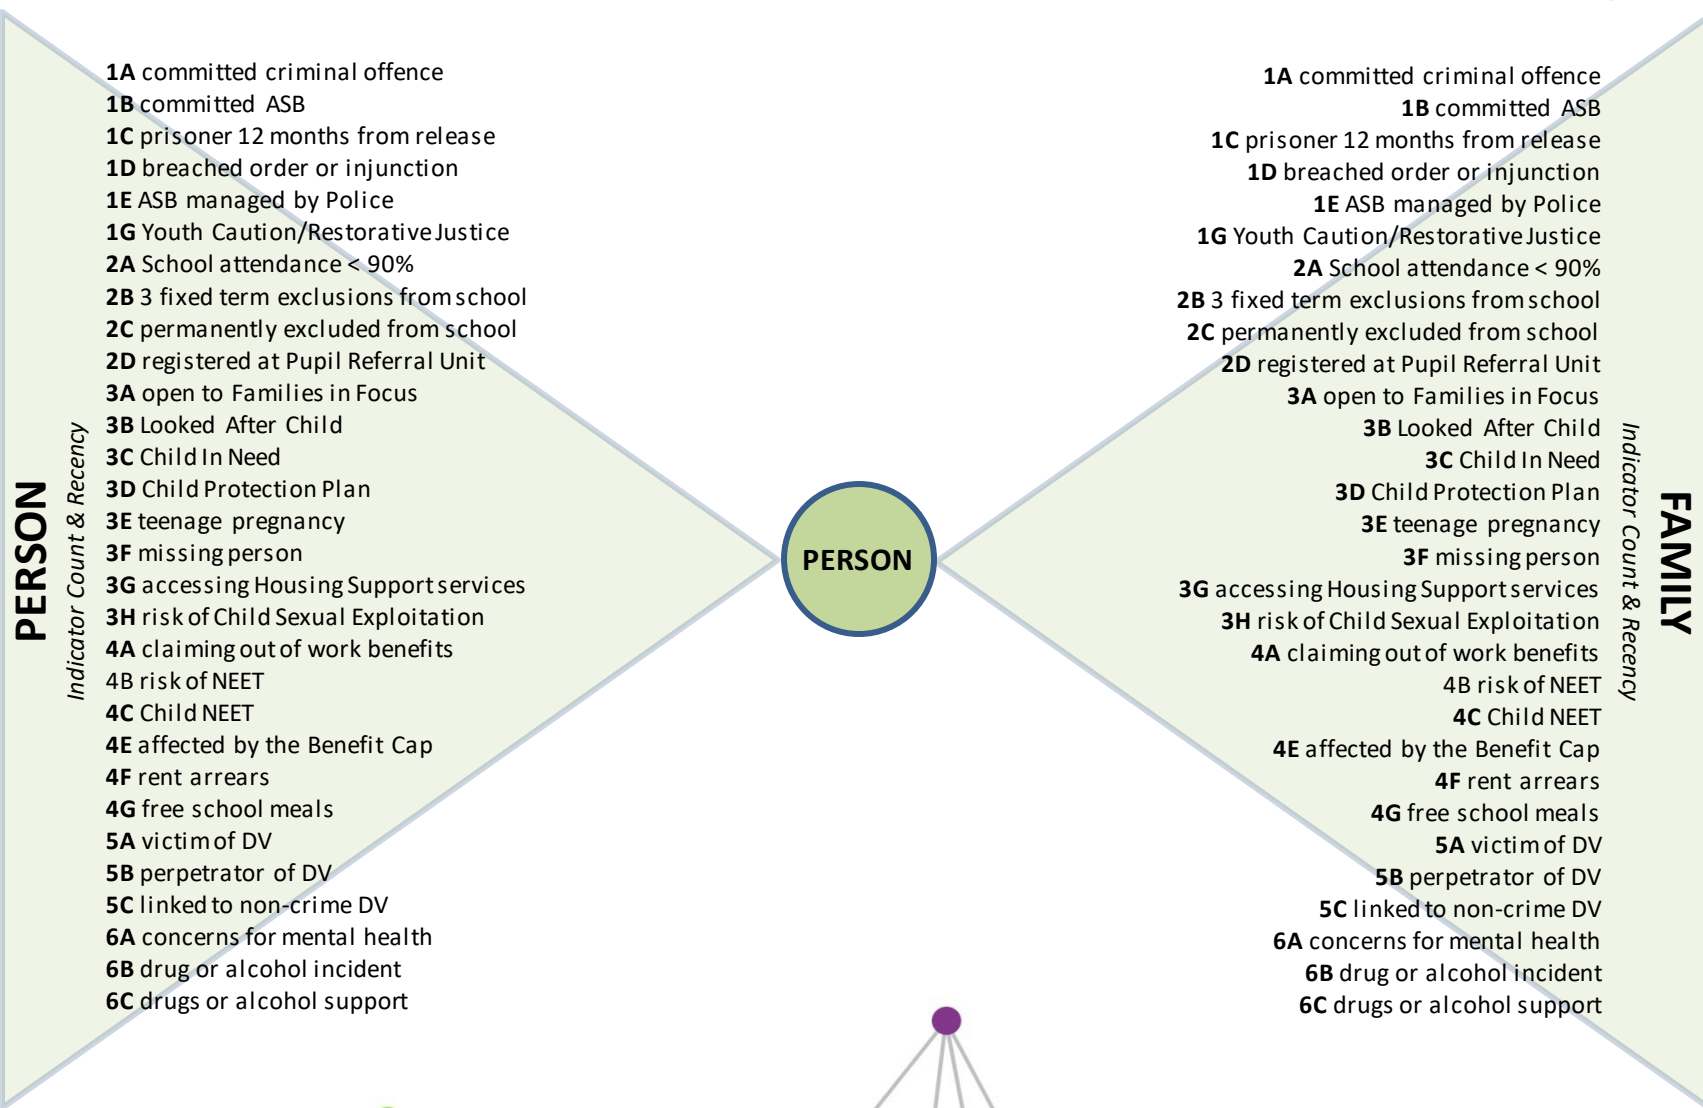 1A committed criminal offence
1B committed ASB
1C prisoner 12 months from release
1D breached order or injunction
1E ASB managed by Police
1G Youth Caution/Restorative Justice
2A School attendance < 90%
2B 3 fixed term exclusions from school
2C permanently excluded from school
2D registered at Pupil Referral Unit
3A open to Families in Focus
3B Looked After Child
3C Child In Need
3D Child Protection Plan
3E teenage pregnancy
3F missing person
3G accessing Housing Support services
3H risk of Child Sexual Exploitation
4A claiming out of work benefits
4B risk of NEET
4C Child NEET
4E affected by the Benefit Cap
4F rent arrears
4G free school meals
5A victim of DV
5B perpetrator of DV
5C linked to non-crime DV
6A concerns for mental health
6B drug or alcohol incident
6C drugs or alcohol support
PERSON
Indicator Count & Recency
PERSON
1A committed criminal offence
1B committed ASB
1C prisoner 12 months from release
1D breached order or injunction
1E ASB managed by Police
1G Youth Caution/Restorative Justice
2A School attendance < 90%
2B 3 fixed term exclusions from school
2C permanently excluded from school
2D registered at Pupil Referral Unit
3A open to Families in Focus
3B Looked After Child
3C Child In Need
3D Child Protection Plan
3E teenage pregnancy
3F missing person
3G accessing Housing Support services
3H risk of Child Sexual Exploitation
4A claiming out of work benefits
4B risk of NEET
4C Child NEET
4E affected by the Benefit Cap
4F rent arrears
4G free school meals
5A victim of DV
5B perpetrator of DV
5C linked to non-crime DV
6A concerns for mental health
6B drug or alcohol incident
6C drugs or alcohol support
Indicator Count & Recency
FAMILY